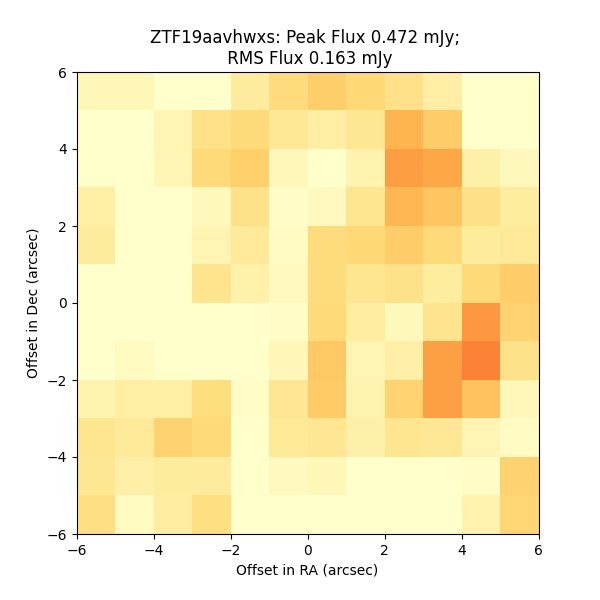 ZTF19aavhwxs: Peak Flux 0.472 mJy;
RMS Flux 0.163 mJy
6
4
2
0
−2
−4
−6
Offset in Dec (arcsec)
−6 −4 −2 0 2 4 6
Offset in RA (arcsec)